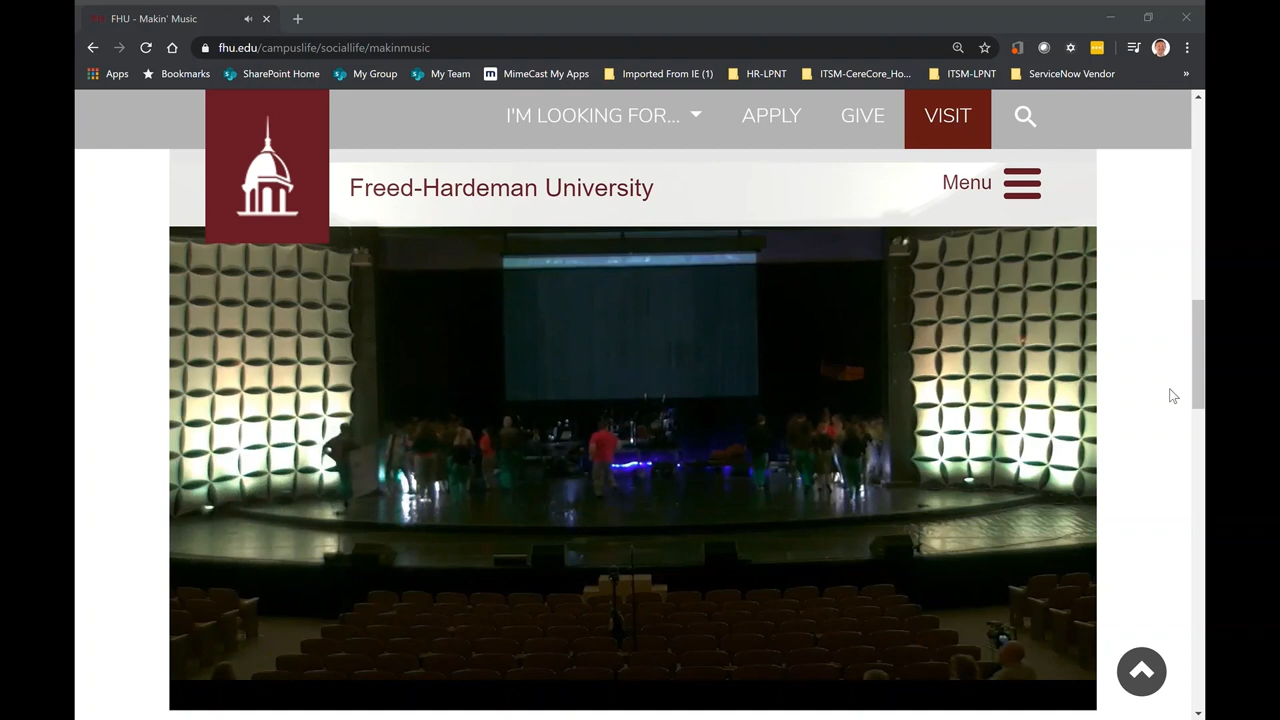 FHU - Makin' Music
fhu.edu/campuslife/sociallife/makinmusic
Apps Bookmarks SharePoint Home My Group My Team MimeCast My Apps Imported From IE (1) HR-LPNT ITSM-CereCore_Ho... ITSM-LPNT ServiceNow Vendor »
I'M LOOKING FOR... APPLY GIVE VISIT
Freed-Hardeman University Menu